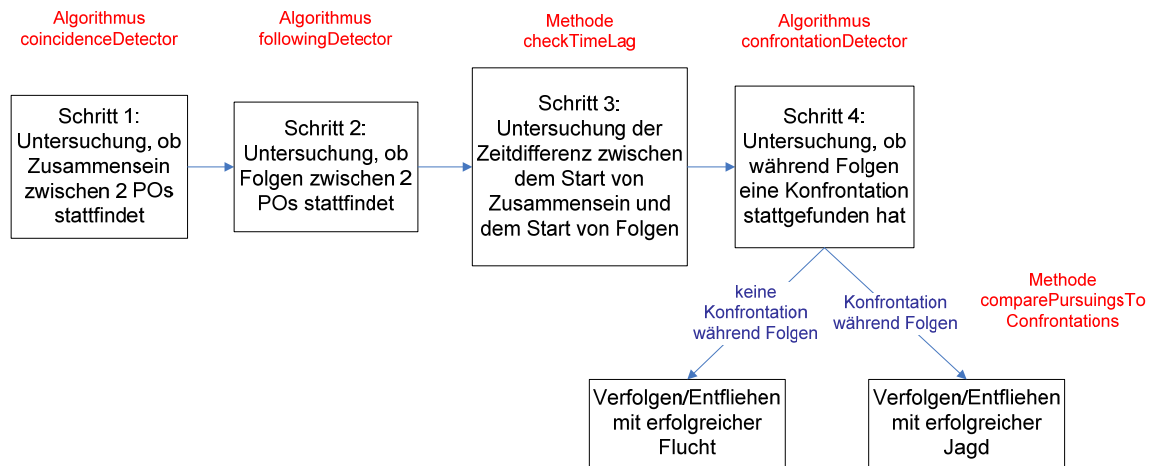 Algorithmus
coincidenceDetector
Algorithmus
followingDetector
Methode
checkTimeLag
Algorithmus
confrontationDetector
Schritt 1:
Untersuchung, ob
Zusammensein
zwischen 2 POs
stattfindet
Schritt 2:
Untersuchung, ob
Folgen zwischen 2
POs stattfindet
Schritt 3:
Untersuchung der
Zeitdifferenz zwischen
dem Start von
Zusammensein und
dem Start von Folgen
Schritt 4:
Untersuchung, ob
während Folgen
eine Konfrontation
stattgefunden hat
keine
Konfrontation
während Folgen
Konfrontation
während Folgen
Methode
comparePursuingsTo
Confrontations
Verfolgen/Entfliehen
mit erfolgreicher
Flucht
Verfolgen/Entfliehen
mit erfolgreicher
Jagd